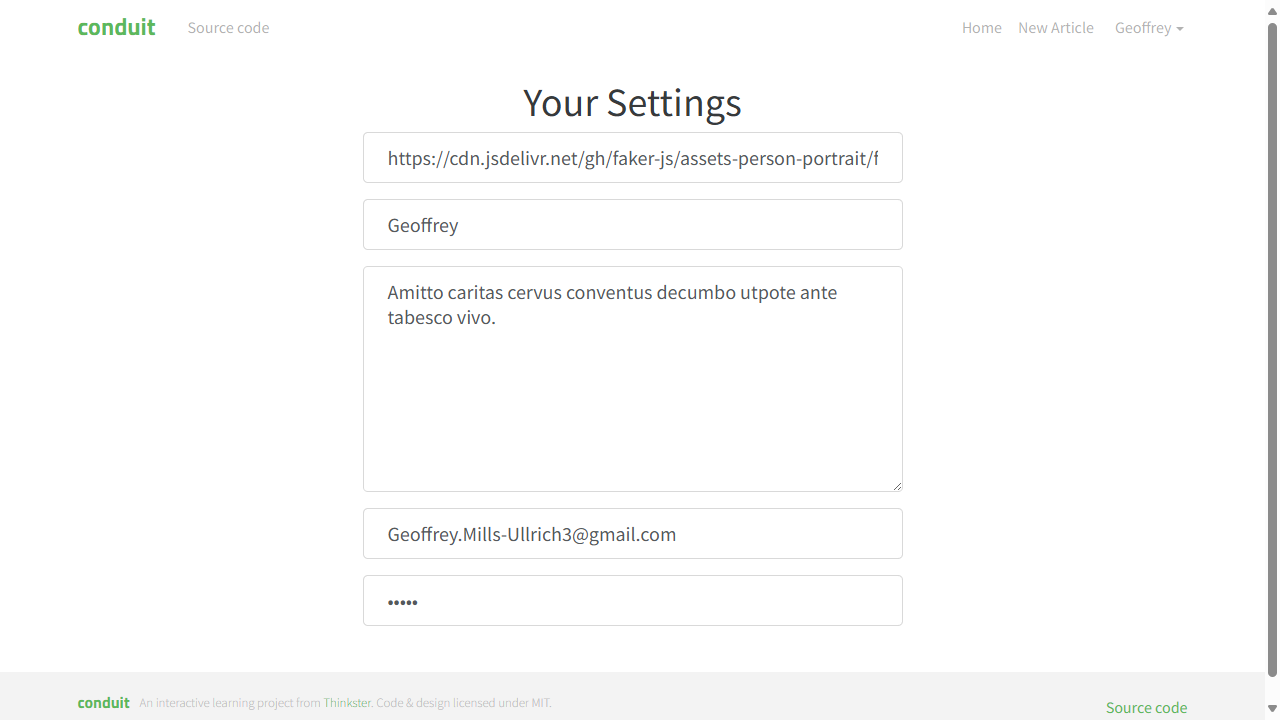 conduit Source code Home New Article Geoffrey
Your Settings
https://cdn.jsdelivr.net/gh/faker-js/assets-person-portrait/f
Geoffrey
Amitto caritas cervus conventus decumbo utpote ante
tabesco vivo.
Geoffrey.Mills-Ullrich3@gmail.com
•••••
conduit An interactive learning project from Thinkster. Code & design licensed under MIT.
Source code